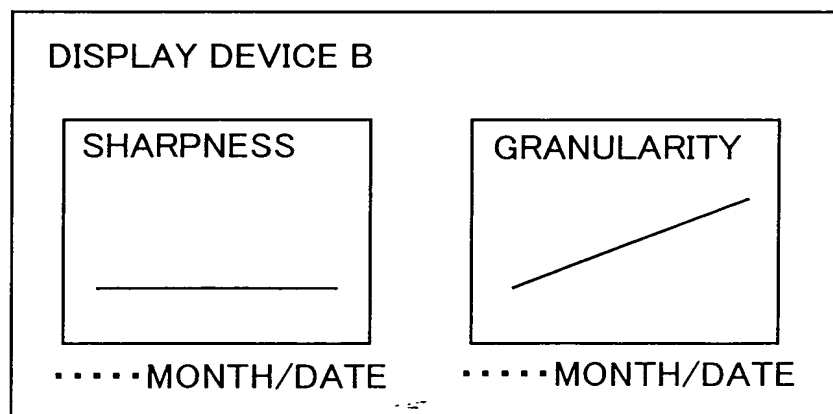 DISPLAY DEVICE B
SHARPNESS
GRANULARITY
·····MONTH/DATE
·····MONTH/DATE